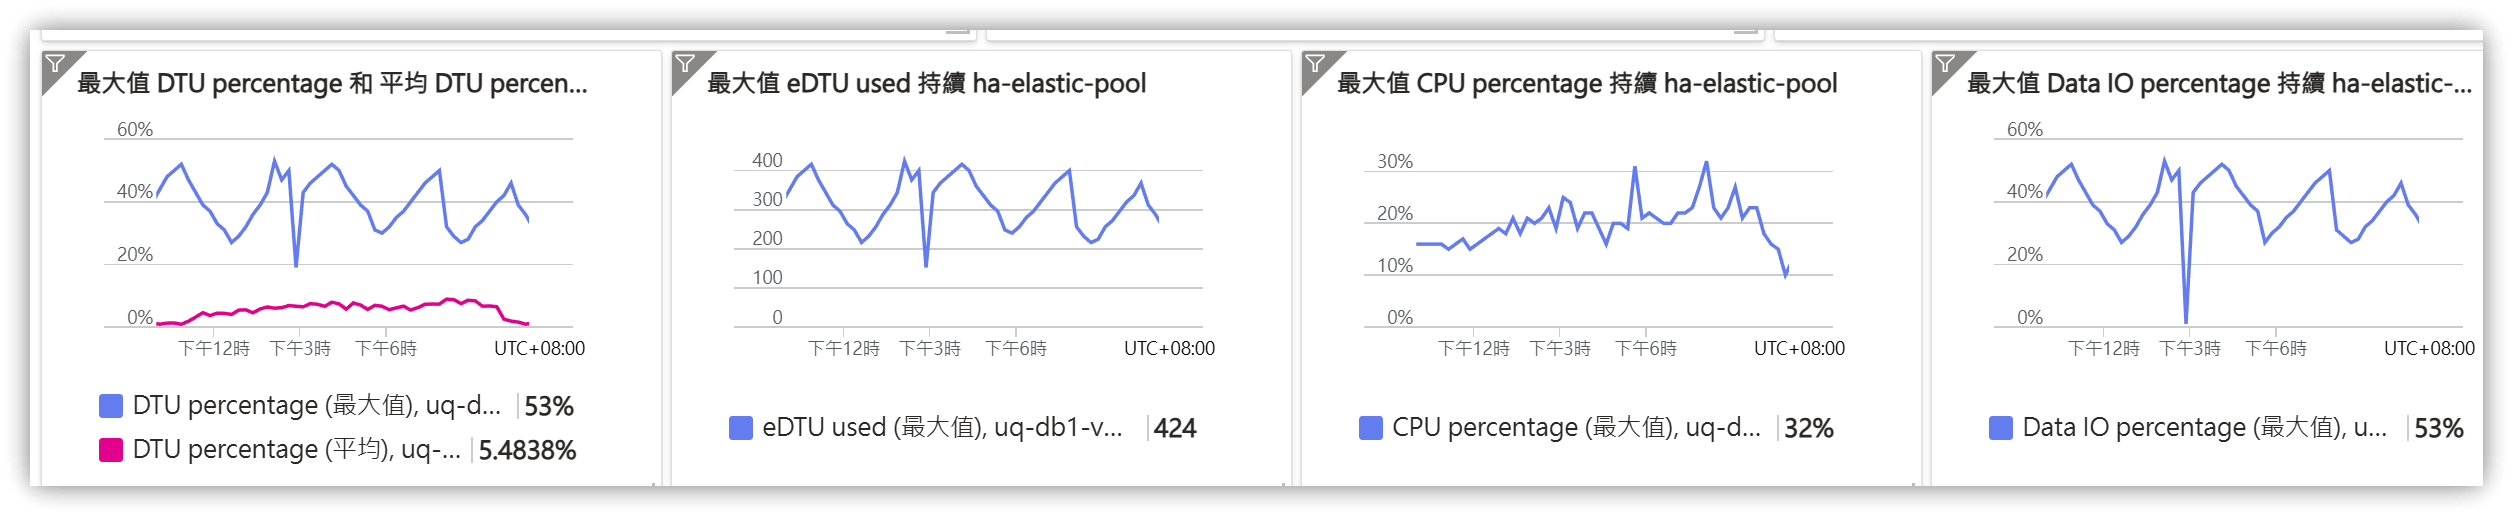 最大值 DTU percentage 和 平均 DTU percen...
60%
40%
20%
0%
下午12時 下午3時 下午6時 UTC+08:00
DTU percentage (最大值), uq-d... 53%
DTU percentage (平均), uq-... 5.4838%
最大值 eDTU used 持續 ha-elastic-pool
400
300
200
100
0
下午12時 下午3時 下午6時 UTC+08:00
eDTU used (最大值), uq-db1-v... 424
最大值 CPU percentage 持續 ha-elastic-pool
30%
20%
10%
0%
下午12時 下午3時 下午6時 UTC+08:00
CPU percentage (最大值), uq-d... 32%
最大值 Data IO percentage 持續 ha-elastic-...
60%
40%
20%
0%
下午12時 下午3時 下午6時 UTC+08:00
Data IO percentage (最大值), u... 53%